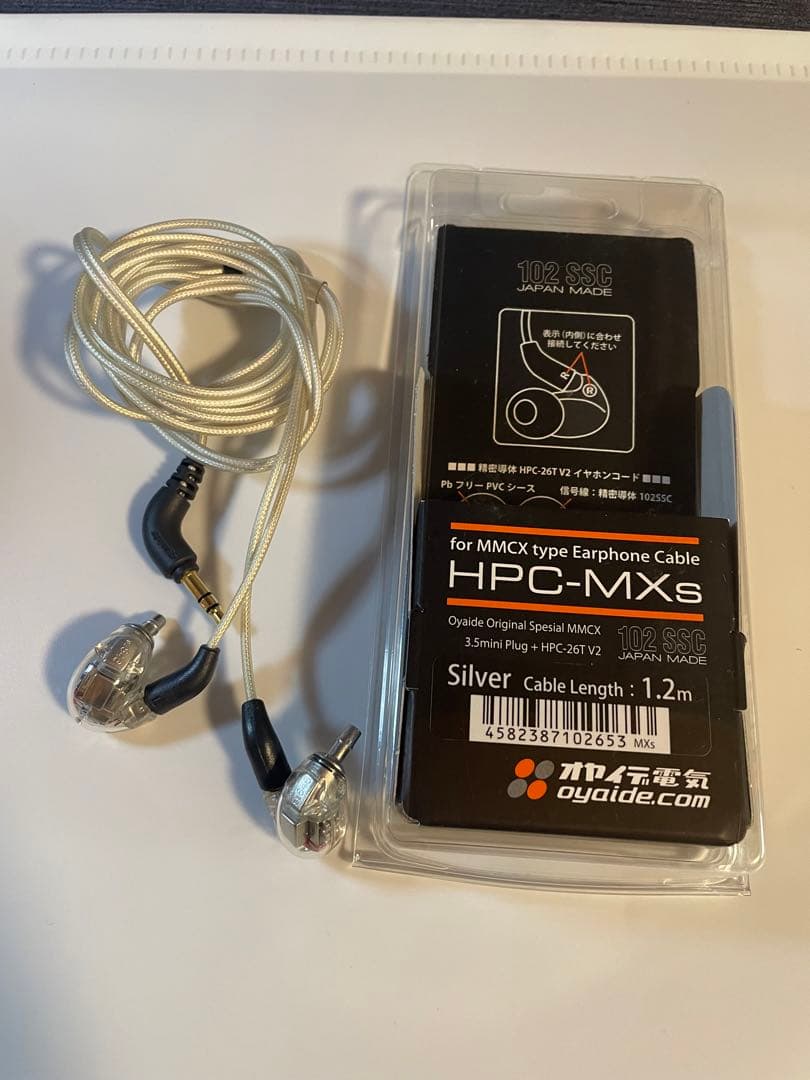 102 SSC
JAPAN MADE
表示（内側）に合わせ
接続してください
R
R
精密導体 HPC-26T V2 イヤホンコード
Pb フリー PVC シース
信号線：精密導体 102SSC
for MMCX type Earphone Cable
HPC-MXs
Oyaide Original Spesial MMCX
3.5mini Plug + HPC-26T V2
102 SSC
JAPAN MADE
Silver Cable Length : 1.2m
4582387102653 MXs
オヤイデ電気
oyaide.com